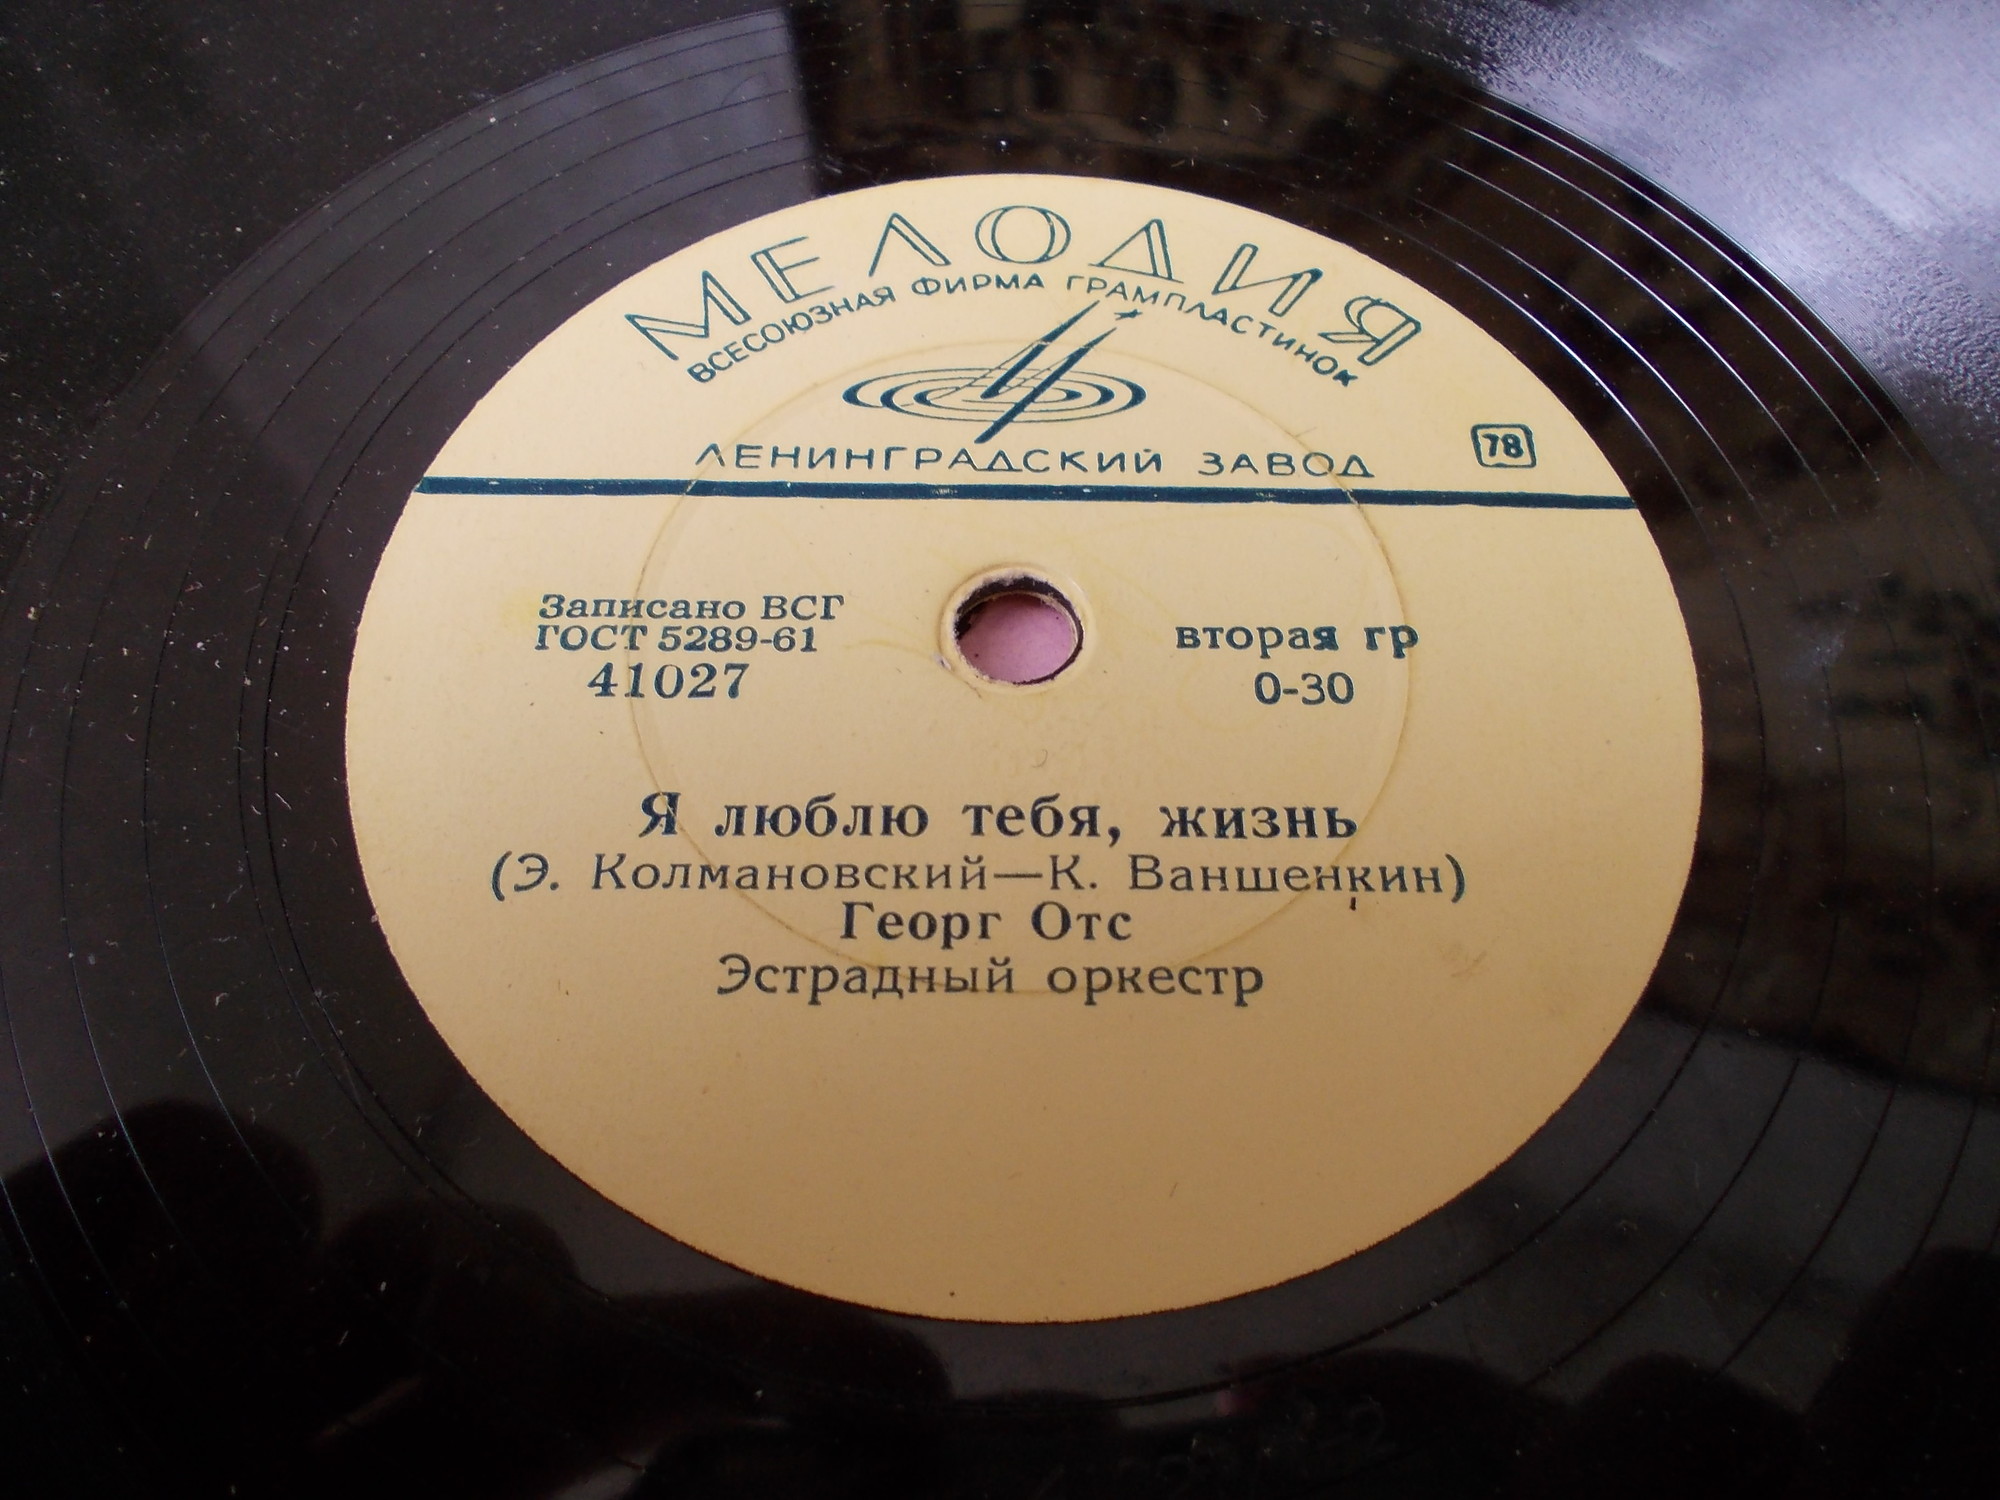 МЕЛОДИЯ
ВСЕСОЮЗНАЯ ФИРМА ГРАМПЛАСТИНОК
ЛЕНИНГРАДСКИЙ ЗАВОД
78
Записано ВСГ
ГОСТ 5289-61
41027
вторая гр
0-30
Я люблю тебя, жизнь
(Э. Колмановский—К. Ваншенкин)
Георг Отс
Эстрадный оркестр